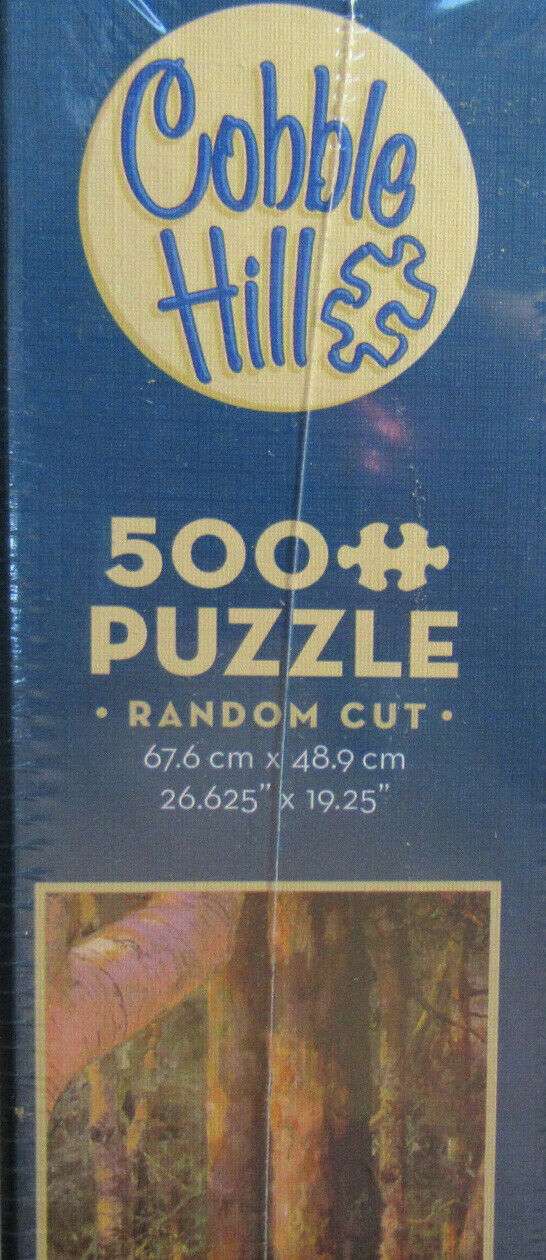 Cobble
Hill
500
PUZZLE
• RANDOM CUT •
67.6 cm x 48.9 cm
26.625” x 19.25”